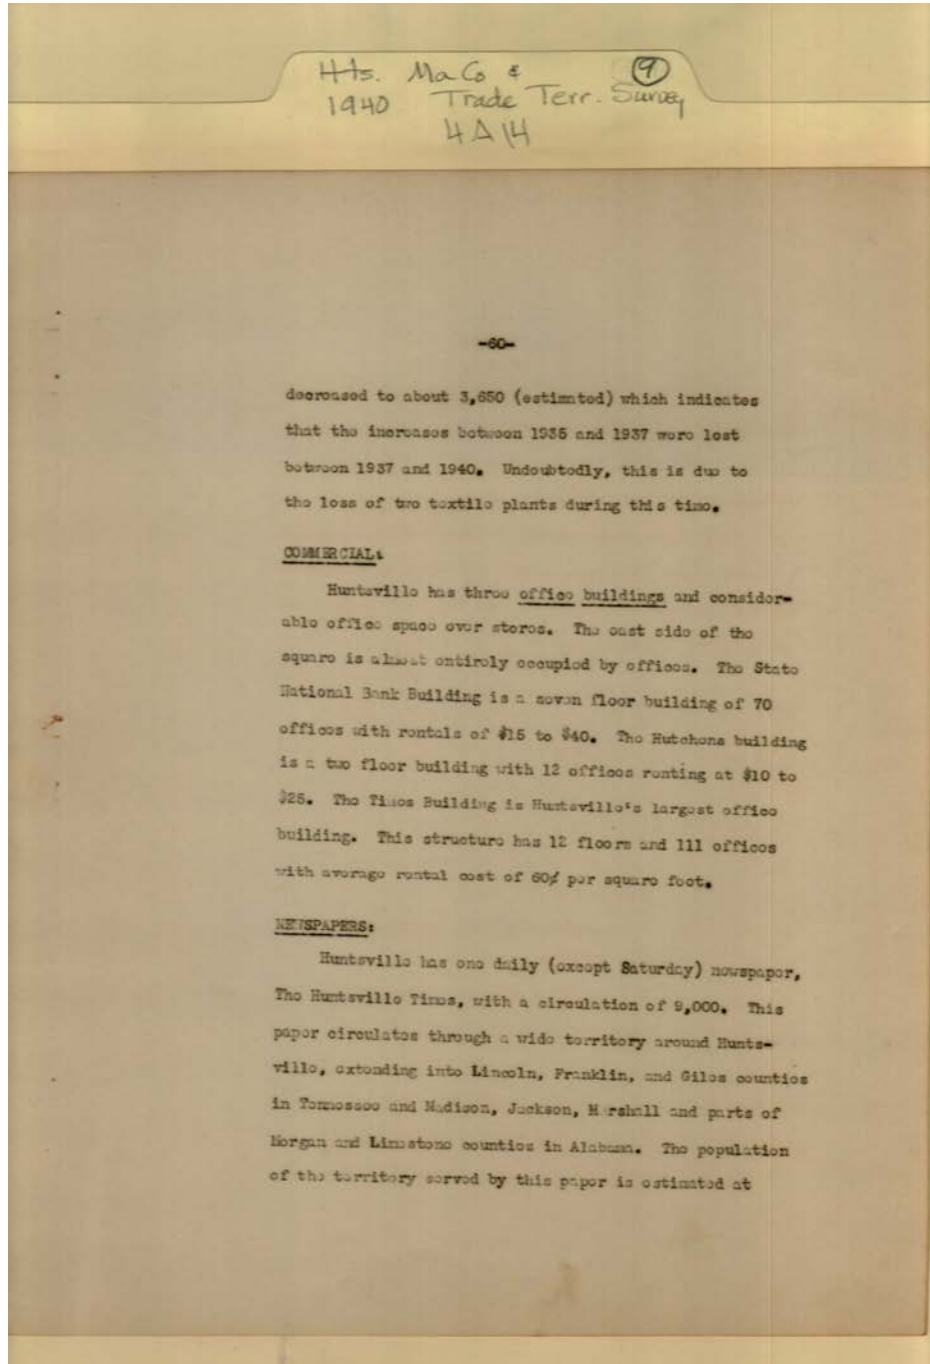 Hts. Ma Co & 9
1940 Trade Terr. Survey
4A14
-60-
decreased to about 3,650 (estimated) which indicates
that the increases between 1935 and 1937 were lost
between 1937 and 1940. Undoubtedly, this is due to
the loss of two textile plants during this time.
COMMERCIAL:
Huntsville has three office buildings and consider-
able office space over stores. The east side of the
square is almost entirely occupied by offices. The State
National Bank Building is a seven floor building of 70
offices with rentals of $15 to $40. The Hutchens building
is a two floor building with 12 offices renting at $10 to
$25. The Times Building is Huntsville's largest office
building. This structure has 12 floors and 111 offices
with average rental cost of 60¢ per square foot.
NEWSPAPERS:
Huntsville has one daily (except Saturday) newspaper,
The Huntsville Times, with a circulation of 9,000. This
paper circulates through a wide territory around Hunts-
ville, extending into Lincoln, Franklin, and Giles counties
in Tennessee and Madison, Jackson, Marshall and parts of
Morgan and Limestone counties in Alabama. The population
of the territory served by this paper is estimated at